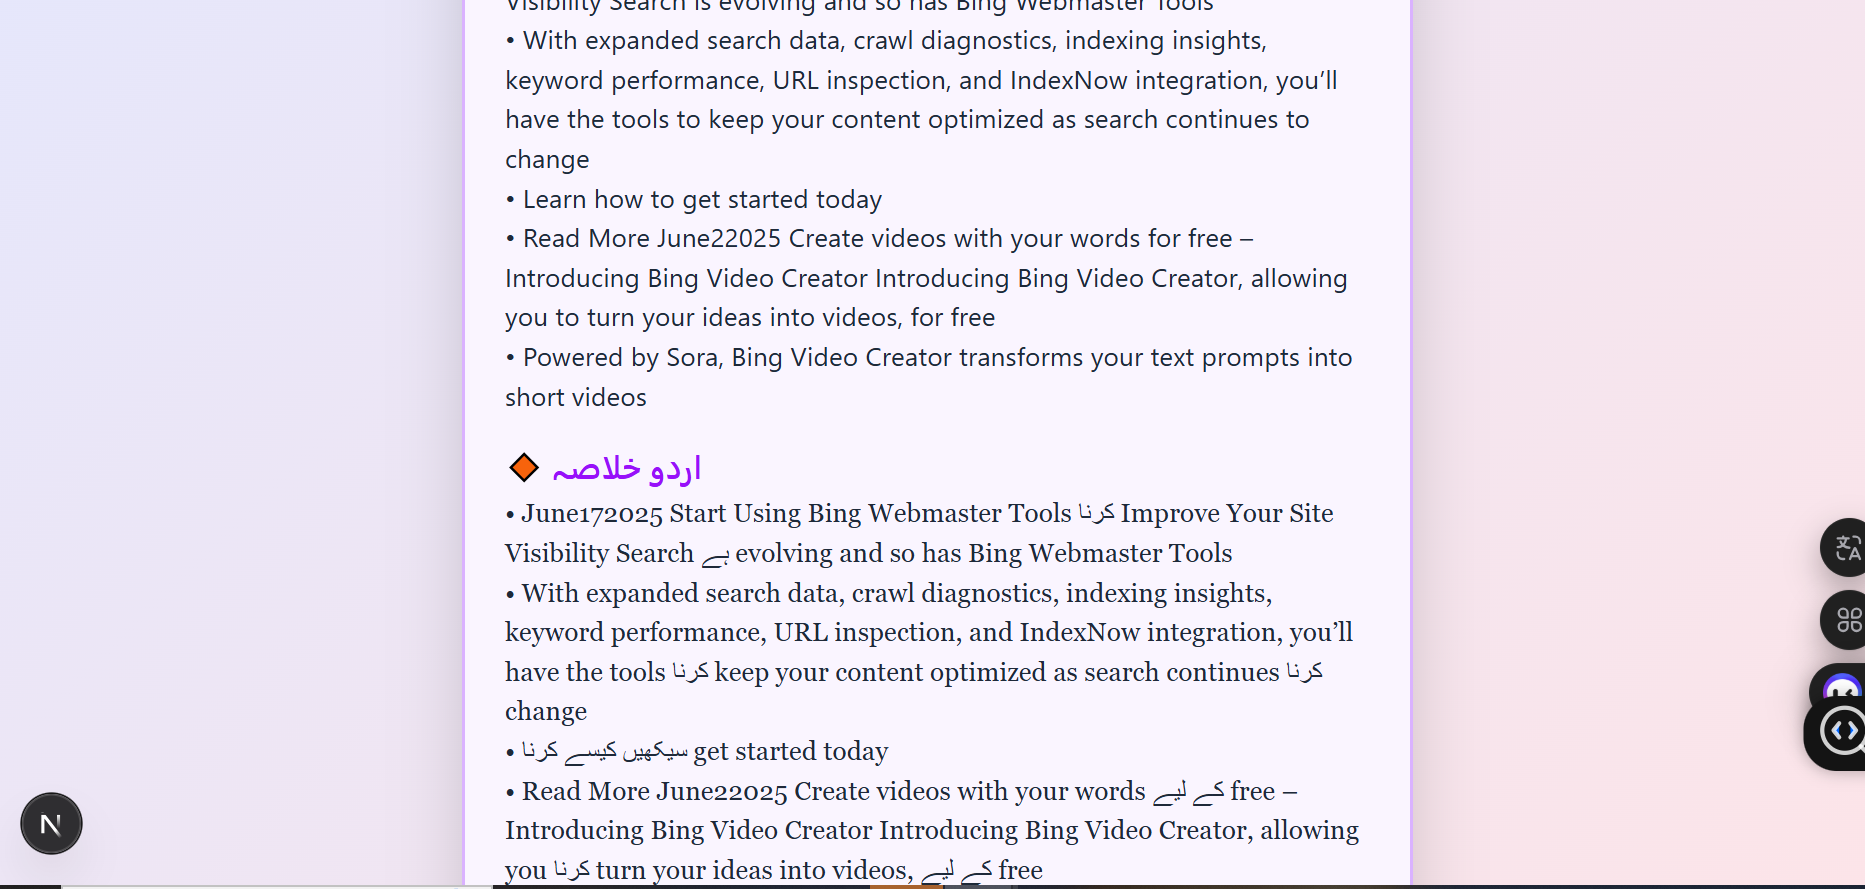 Visibility Search is evolving and so has Bing Webmaster Tools
• With expanded search data, crawl diagnostics, indexing insights,
keyword performance, URL inspection, and IndexNow integration, you’ll
have the tools to keep your content optimized as search continues to
change
• Learn how to get started today
• Read More June22025 Create videos with your words for free –
Introducing Bing Video Creator Introducing Bing Video Creator, allowing
you to turn your ideas into videos, for free
• Powered by Sora, Bing Video Creator transforms your text prompts into
short videos
🔶 اردو خلاصہ
• June172025 Start Using Bing Webmaster Tools کرنا Improve Your Site
Visibility Search ہے evolving and so has Bing Webmaster Tools
• With expanded search data, crawl diagnostics, indexing insights,
keyword performance, URL inspection, and IndexNow integration, you’ll
have the tools کرنا keep your content optimized as search continues کرنا
change
• سیکھیں کیسے کرنا get started today
• Read More June22025 Create videos with your words کے لیے free –
Introducing Bing Video Creator Introducing Bing Video Creator, allowing
you کرنا turn your ideas into videos, کے لیے free
N